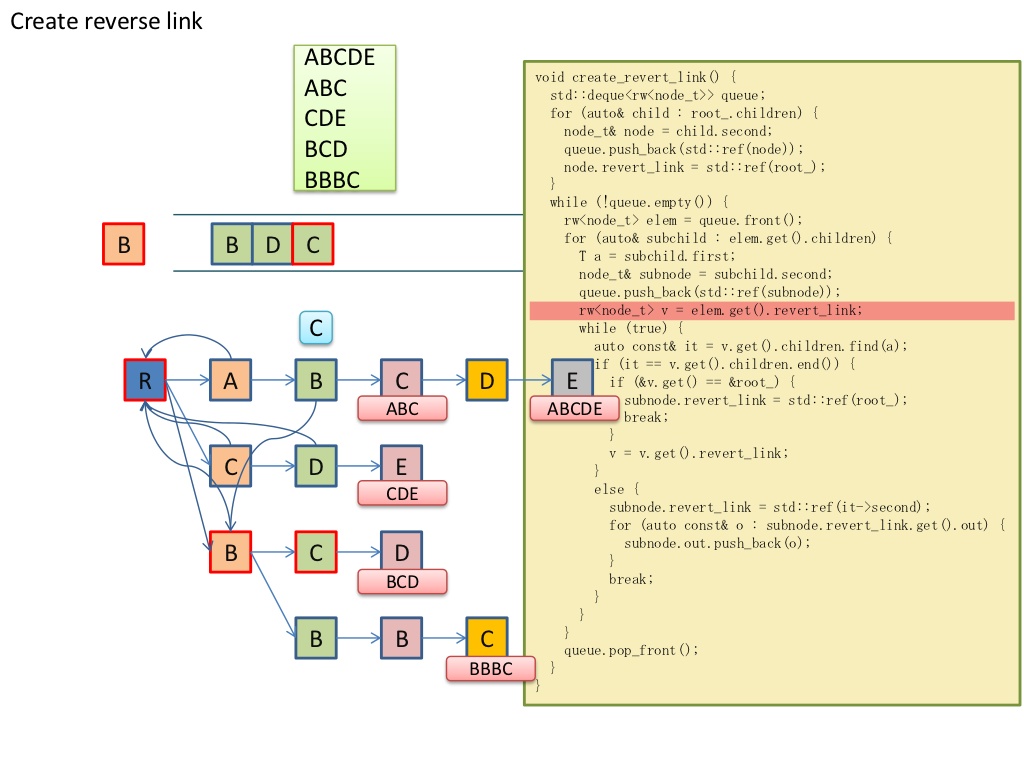 Create reverse link
ABCDE
ABC
CDE
BCD
BBBC
B
B D C
C
R A B C D E
ABC
ABCDE
C D E
CDE
B C D
BCD
B B C
BBBC
void create_revert_link() {
std::deque<rw<node_t>> queue;
for (auto& child : root_.children) {
node_t& node = child.second;
queue.push_back(std::ref(node));
node.revert_link = std::ref(root_);
}
while (!queue.empty()) {
rw<node_t> elem = queue.front();
for (auto& subchild : elem.get().children) {
T a = subchild.first;
node_t& subnode = subchild.second;
queue.push_back(std::ref(subnode));
rw<node_t> v = elem.get().revert_link;
while (true) {
auto const& it = v.get().children.find(a);
if (it == v.get().children.end()) {
if (&v.get() == &root_) {
subnode.revert_link = std::ref(root_);
break;
}
v = v.get().revert_link;
}
else {
subnode.revert_link = std::ref(it->second);
for (auto const& o : subnode.revert_link.get().out) {
subnode.out.push_back(o);
}
break;
}
}
}
queue.pop_front();
}
}